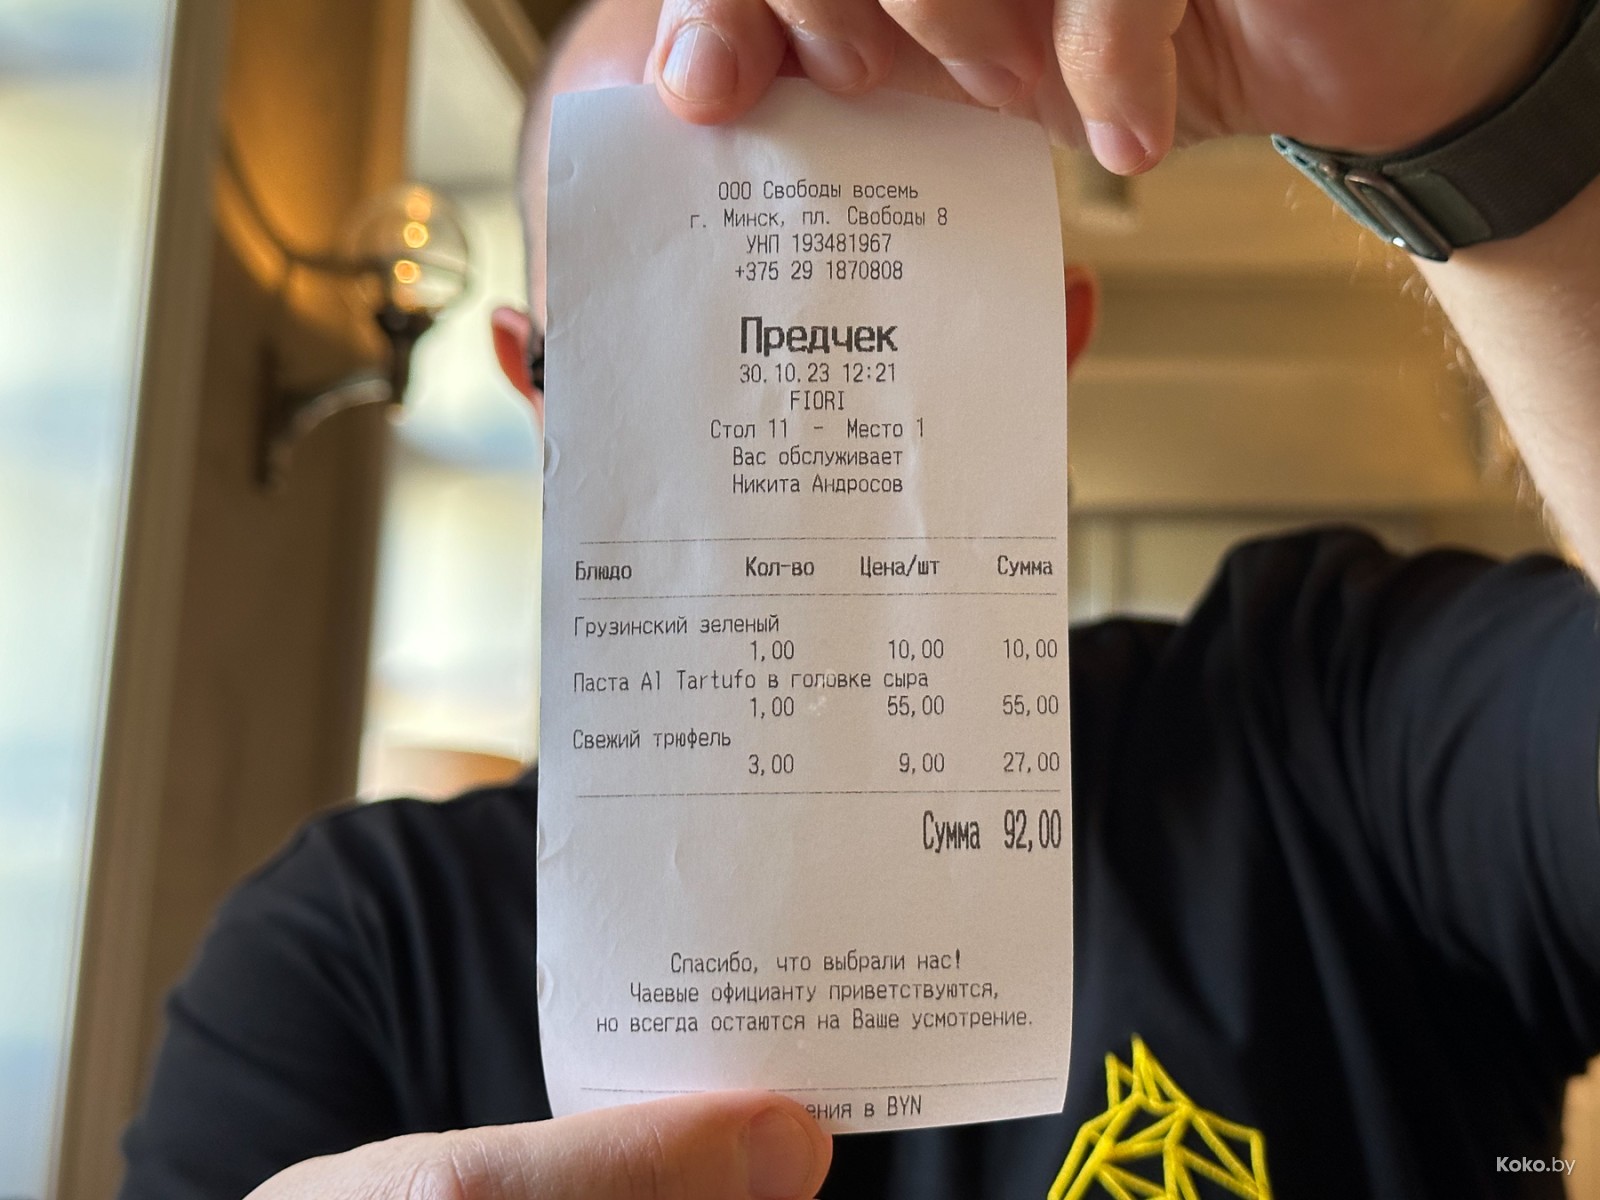 ООО Свободы восемь
г. Минск, пл. Свободы 8
УНП 193481967
+375 29 1870808
Предчек
30.10.23 12:21
FIORI
Стол 11 - Место 1
Вас обслуживает
Никита Андросов
Блюдо Кол-во Цена/шт Сумма
Грузинский зеленый
1,00 10,00 10,00
Паста Al Tartufo в головке сыра
1,00 55,00 55,00
Свежий трюфель
3,00 9,00 27,00
Сумма 92,00
Спасибо, что выбрали нас!
Чаевые официанту приветствуются,
но всегда остаются на Ваше усмотрение.
в BYN
Koko.by